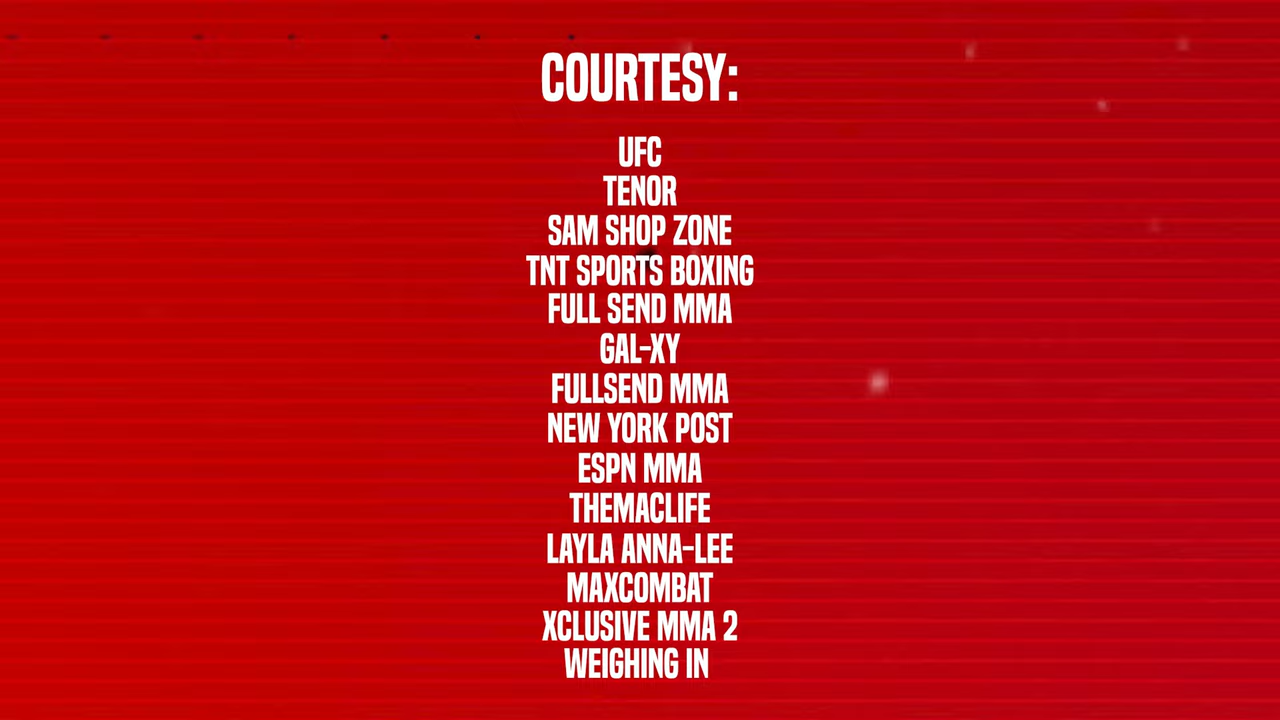 COURTESY:
UFC
TENOR
SAM SHOP ZONE
TNT SPORTS BOXING
FULL SEND MMA
GAL-XY
FULLSEND MMA
NEW YORK POST
ESPN MMA
THEMACLIFE
LAYLA ANNA-LEE
MAXCOMBAT
XCLUSIVE MMA 2
WEIGHING IN